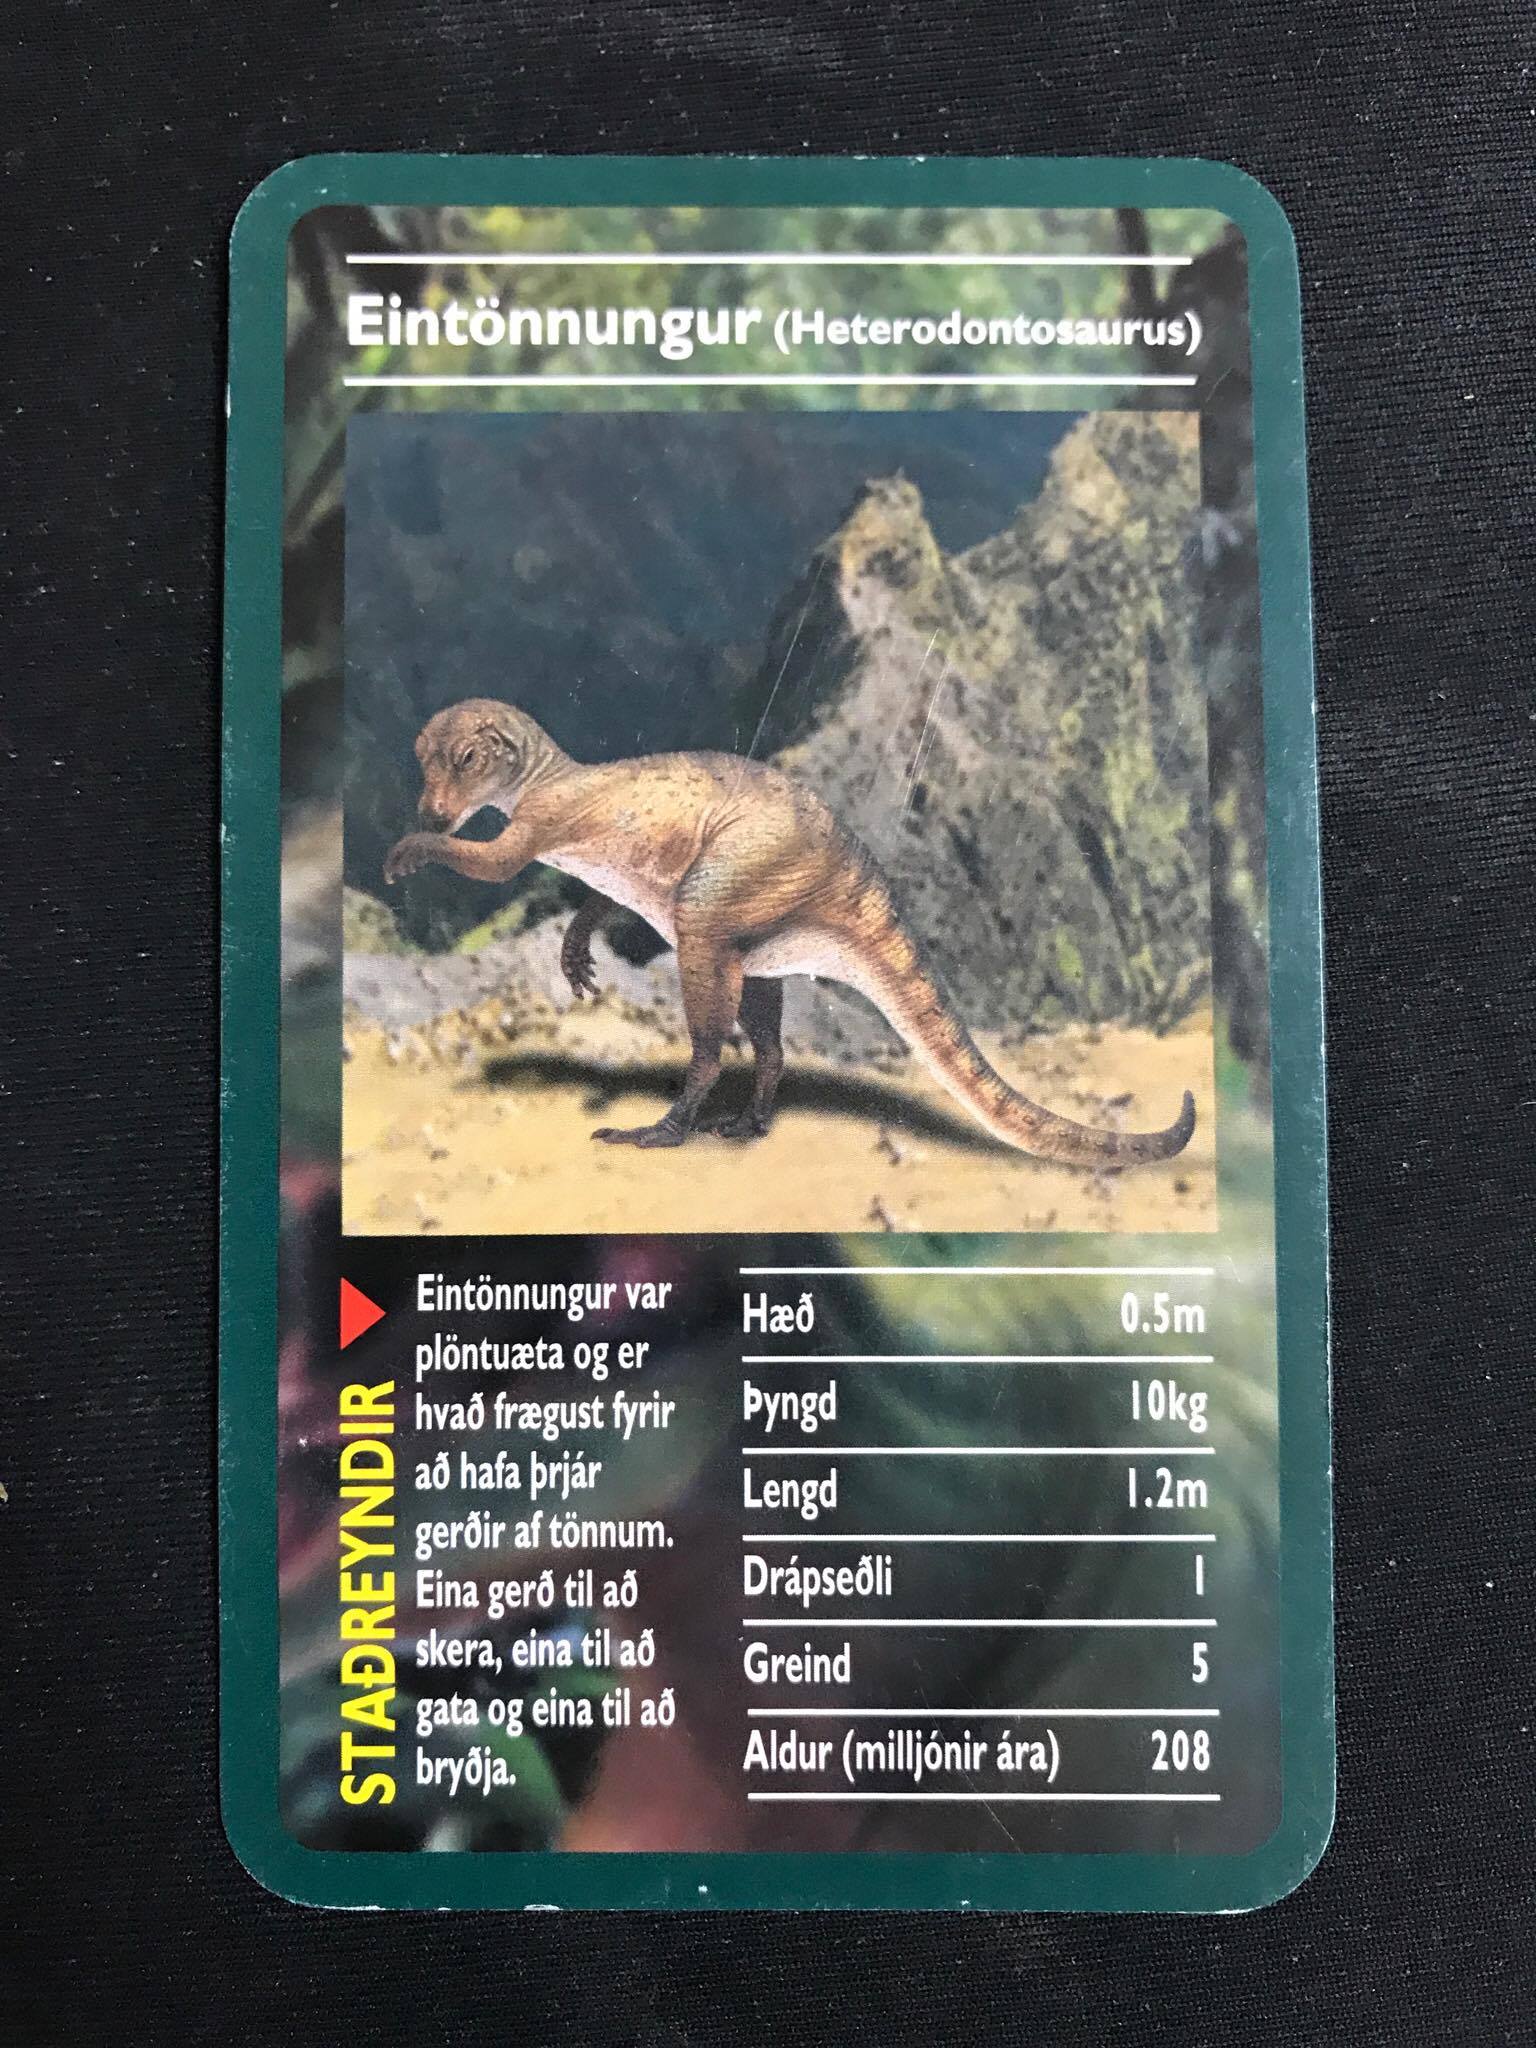 Eintönnungur (Heterodontosaurus)
STAÐREYNDIR
Eintönnungur var
plöntuæta og er
hvað frægust fyrir
að hafa þrjár
gerðir af tönnum.
Eina gerð til að
skera, eina til að
gata og eina til að
bryðja.
Hæð 0.5m
Þyngd 10kg
Lengd 1.2m
Drápseðli 1
Greind 5
Aldur (milljónir ára) 208